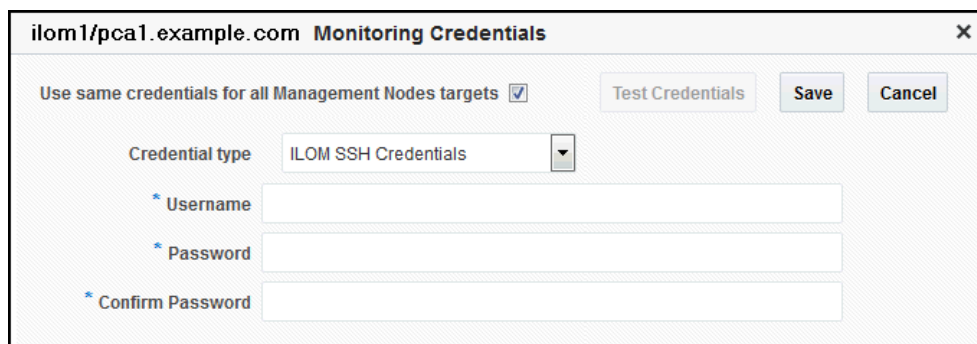 ilom1/pca1.example.com Monitoring Credentials
Use same credentials for all Management Nodes targets Test Credentials Save Cancel
Credential type ILOM SSH Credentials
* Username
* Password
* Confirm Password